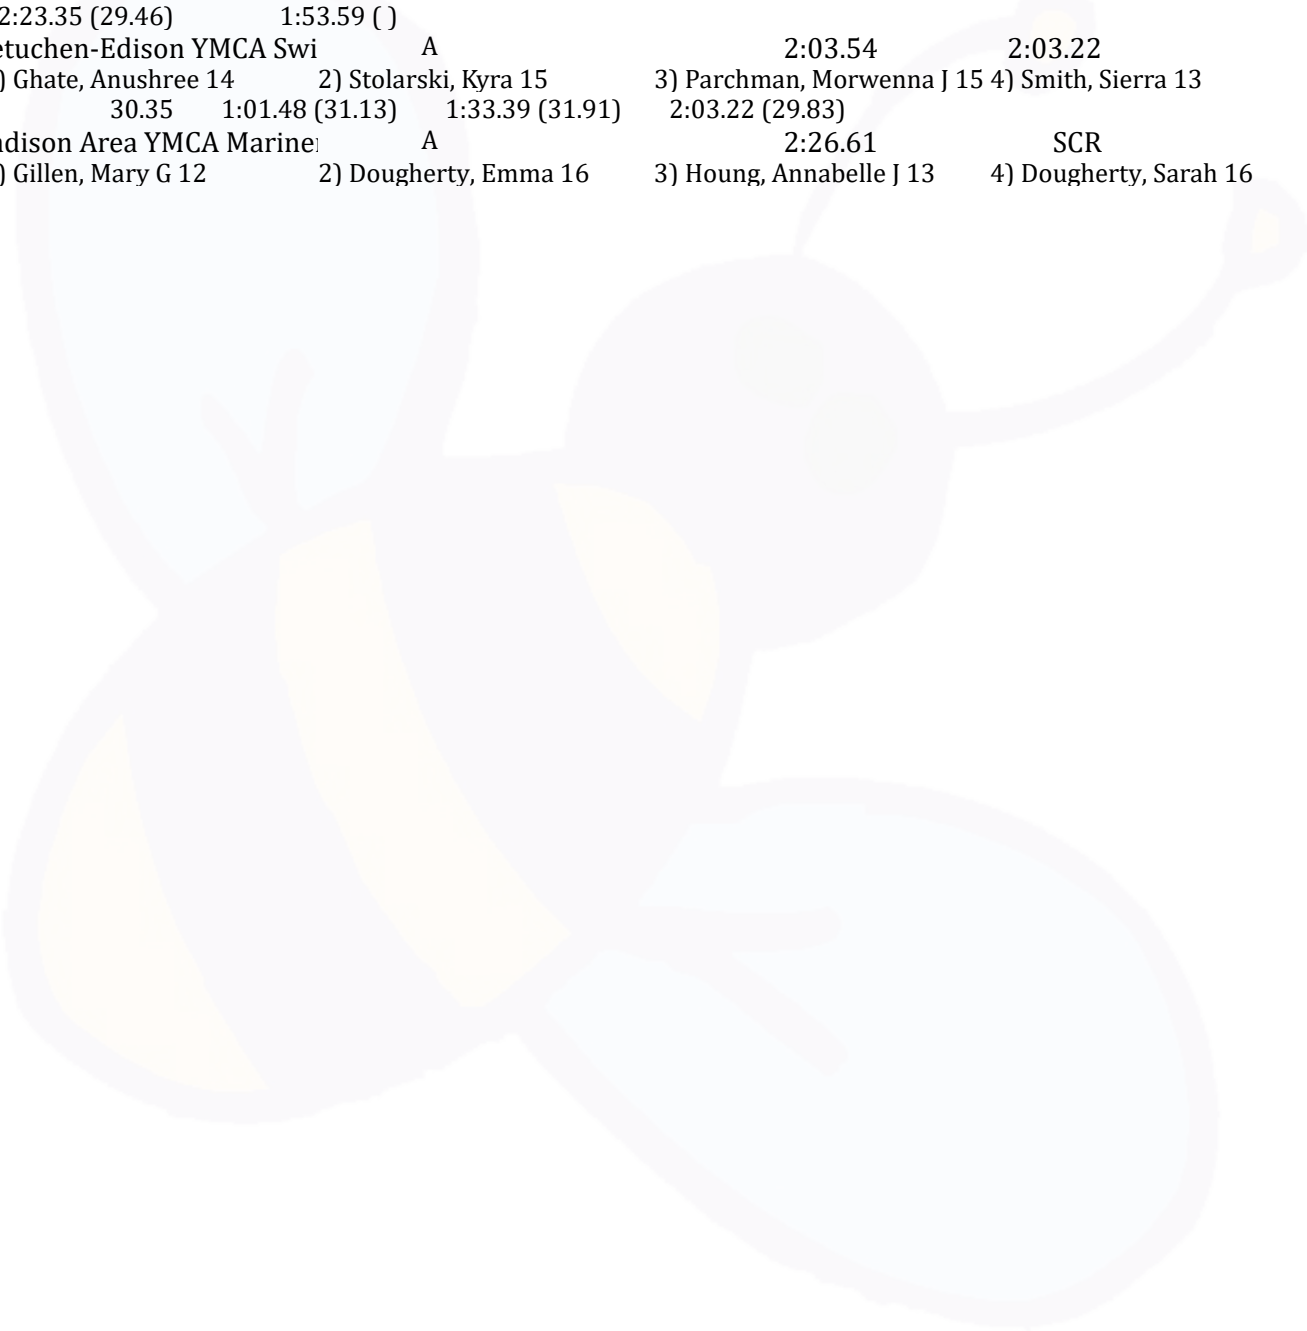 2:23.35 (29.46) 1:53.59 ( )
etuchen-Edison YMCA Swi A 2:03.54 2:03.22
) Ghate, Anushree 14 2) Stolarski, Kyra 15 3) Parchman, Morwenna J 15 4) Smith, Sierra 13
30.35 1:01.48 (31.13) 1:33.39 (31.91) 2:03.22 (29.83)
adison Area YMCA Mariner A 2:26.61 SCR
) Gillen, Mary G 12 2) Dougherty, Emma 16 3) Houng, Annabelle J 13 4) Dougherty, Sarah 16